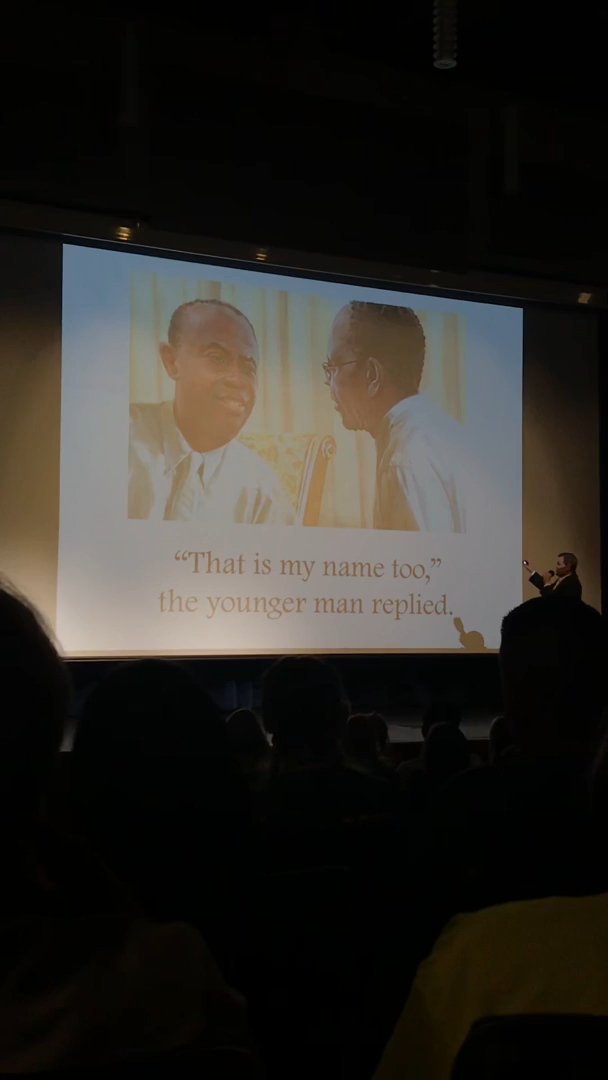 “That is my name too,”
the younger man replied.